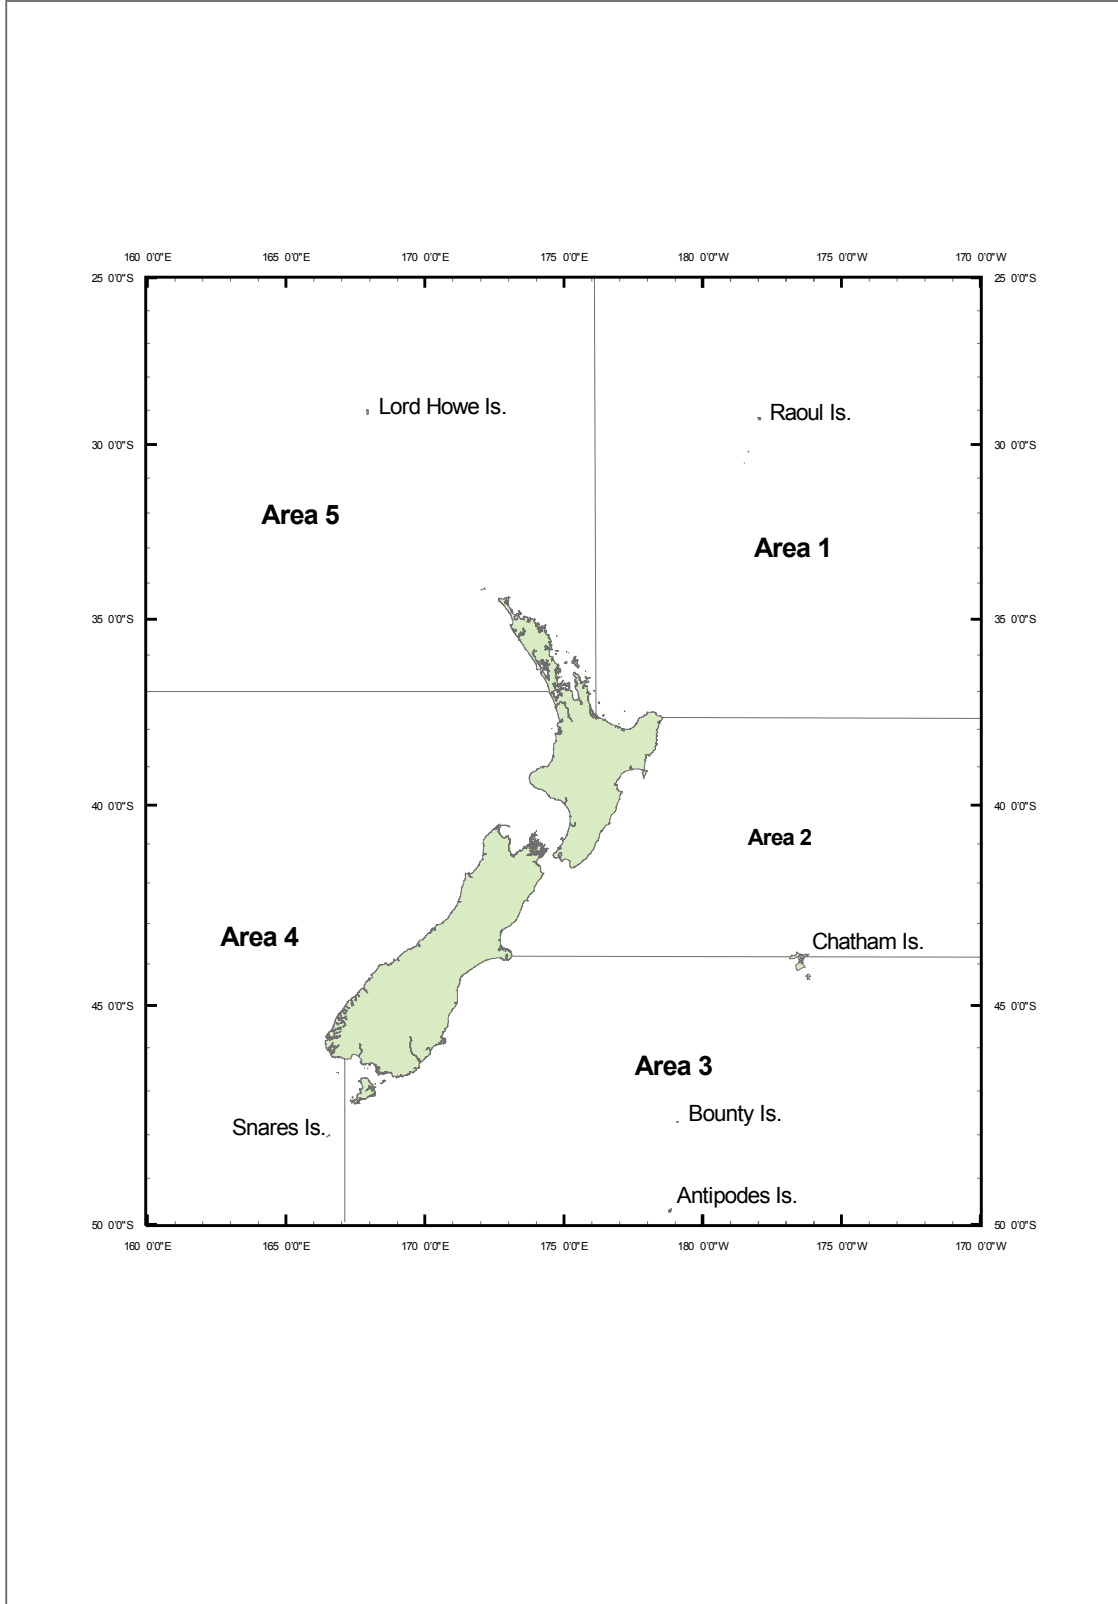 160 0'0"E 165 0'0"E 170 0'0"E 175 0'0"E 180 0'0"W 175 0'0"W 170 0'0"W
25 0'0"S 25 0'0"S
Lord Howe Is. Raoul Is.
30 0'0"S 30 0'0"S
Area 5
Area 1
35 0'0"S 35 0'0"S
40 0'0"S 40 0'0"S
Area 2
Area 4 Chatham Is.
45 0'0"S 45 0'0"S
Area 3
Bounty Is.
Snares Is.
Antipodes Is.
50 0'0"S 50 0'0"S
160 0'0"E 165 0'0"E 170 0'0"E 175 0'0"E 180 0'0"W 175 0'0"W 170 0'0"W